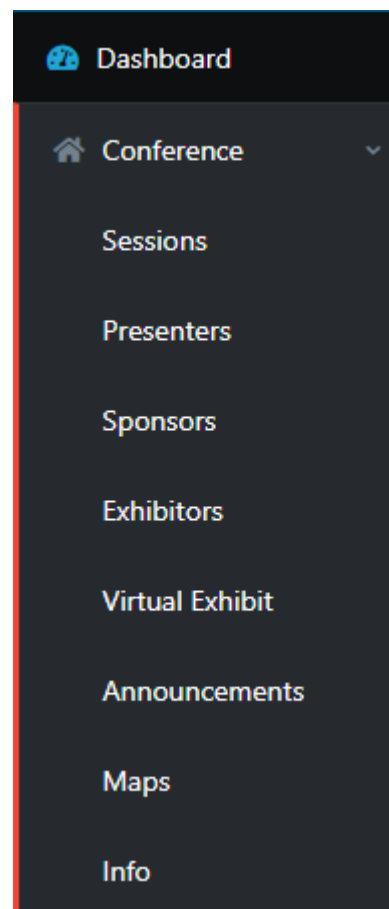 Dashboard
Conference
Sessions
Presenters
Sponsors
Exhibitors
Virtual Exhibit
Announcements
Maps
Info